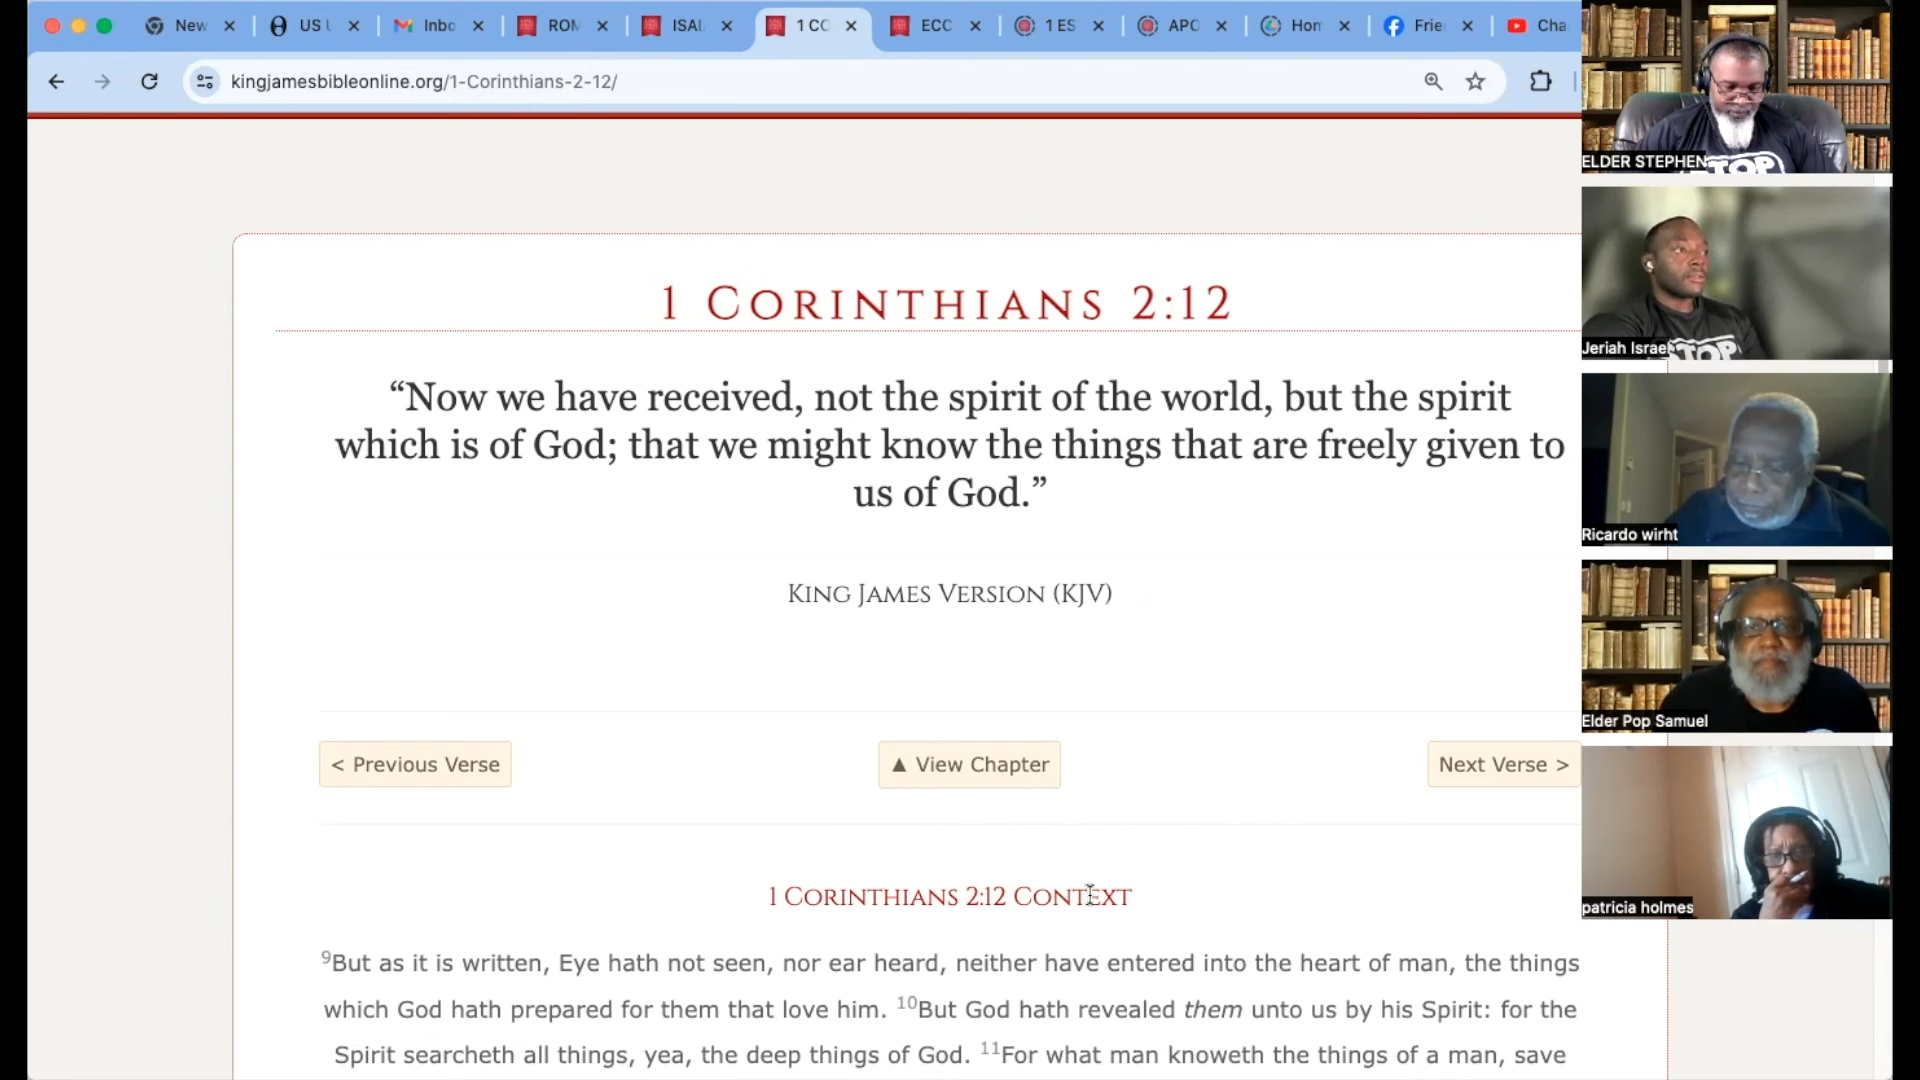 New
US U
Inbo
ROM
ISAI
1 CO
ECC
1 ES
APO
Hom
Frie
Cha
kingjamesbibleonline.org/1-Corinthians-2-12/
1 CORINTHIANS 2:12
“Now we have received, not the spirit of the world, but the spirit
which is of God; that we might know the things that are freely given to
us of God.”
KING JAMES VERSION (KJV)
< Previous Verse
▲ View Chapter
Next Verse >
1 CORINTHIANS 2:12 CONTEXT
9But as it is written, Eye hath not seen, nor ear heard, neither have entered into the heart of man, the things
which God hath prepared for them that love him. 10But God hath revealed them unto us by his Spirit: for the
Spirit searcheth all things, yea, the deep things of God. 11For what man knoweth the things of a man, save
TOP
ELDER STEPHEN
TOP
Jeriah Israe
Ricardo wirht
Elder Pop Samuel
patricia holmes